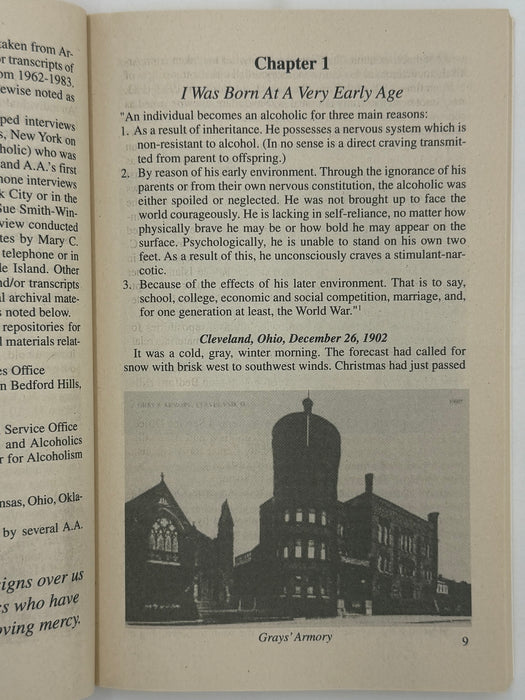 taken from Ar-
r transcripts of
om 1962-1983,
ewise noted as
ped interviews
s, New York on
holic) who was
and A.A.'s first
hone interviews
k City or in the
Sue Smith-Win-
view conducted
tes by Mary C.
telephone or in
le Island. Other
nd/or transcripts
l archival mate-
s noted below.
repositories for
l materials relat-
es Office
n Bedford Hills,
Service Office
and Alcoholics
r for Alcoholism
nsas, Ohio, Okla-
by several A.A.
igns over us
s who have
oving mercy.
Chapter 1
I Was Born At A Very Early Age
"An individual becomes an alcoholic for three main reasons:
1. As a result of inheritance. He possesses a nervous system which is
non-resistant to alcohol. (In no sense is a direct craving transmit-
ted from parent to offspring.)
2. By reason of his early environment. Through the ignorance of his
parents or from their own nervous constitution, the alcoholic was
either spoiled or neglected. He was not brought up to face the
world courageously. He is lacking in self-reliance, no matter how
physically brave he may be or how bold he may appear on the
surface. Psychologically, he is unable to stand on his own two
feet. As a result of this, he unconsciously craves a stimulant-nar-
cotic.
3. Because of the effects of his later environment. That is to say,
school, college, economic and social competition, marriage, and,
for one generation at least, the World War."1
Cleveland, Ohio, December 26, 1902
It was a cold, gray, winter morning. The forecast had called for
snow with brisk west to southwest winds. Christmas had just passed
GRAYS ARMORY, CLEVELAND, O.
Grays' Armory
9